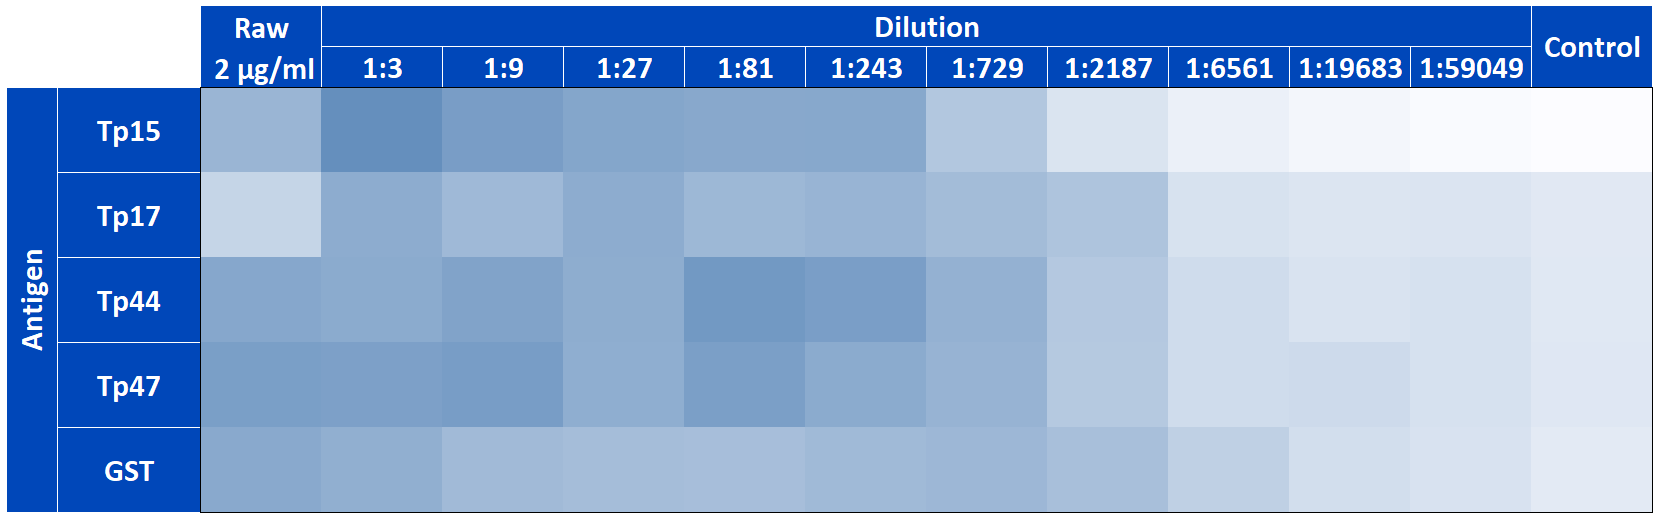 Raw
2 µg/ml
Dilution
1:3 1:9 1:27 1:81 1:243 1:729 1:2187 1:6561 1:19683 1:59049
Control
Antigen
Tp15
Tp17
Tp44
Tp47
GST